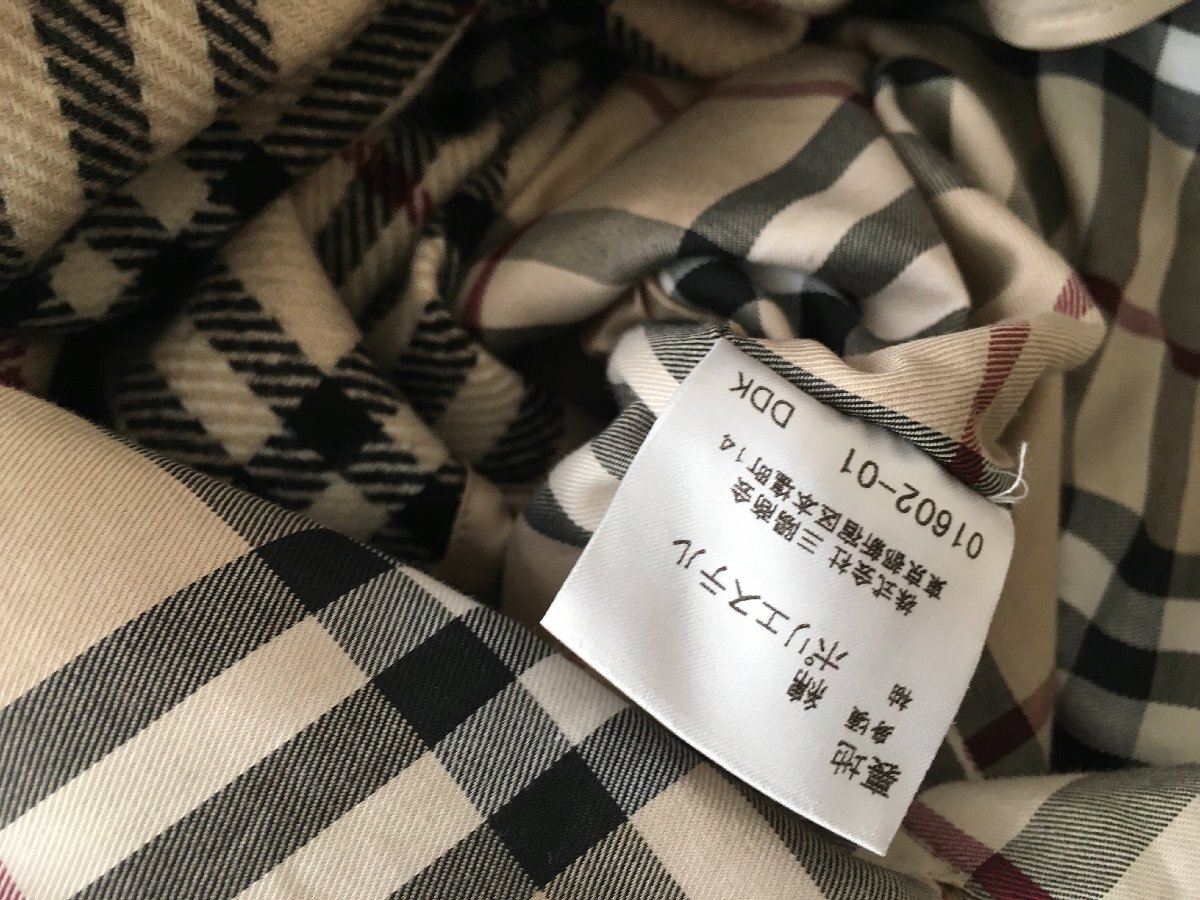 裏地
身頃 綿
袖 ポリエステル
株式会社 三陽商会
東京都新宿区本塩町14
01602-01
DDK